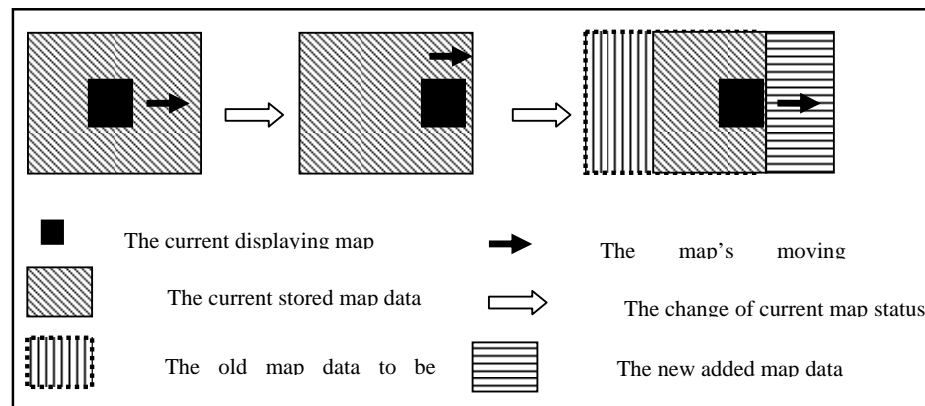 The current displaying map
The map's moving
The current stored map data
The change of current map status
The old map data to be
The new added map data